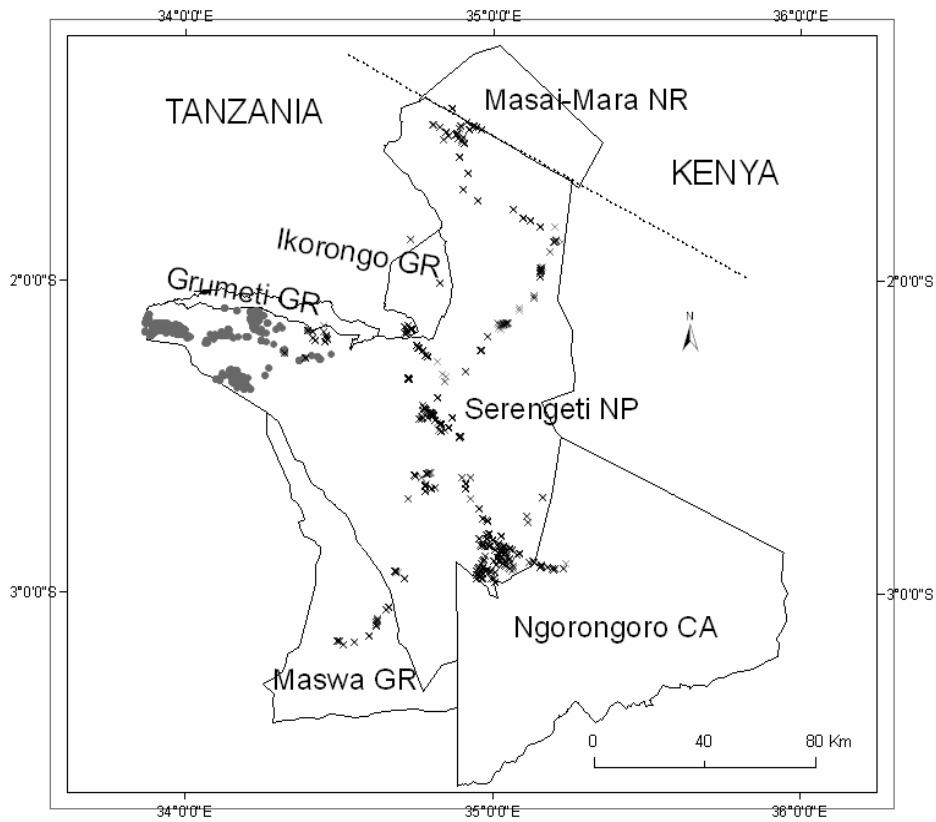 34°0'0"E 35°0'0"E 36°0'0"E
TANZANIA
Masai-Mara NR
KENYA
Ikorongo GR
2°0'0"S 2°0'0"S
Grumeti GR
N
Serengeti NP
3°0'0"S 3°0'0"S
Ngorongoro CA
Maswa GR
0 40 80 Km
34°0'0"E 35°0'0"E 36°0'0"E